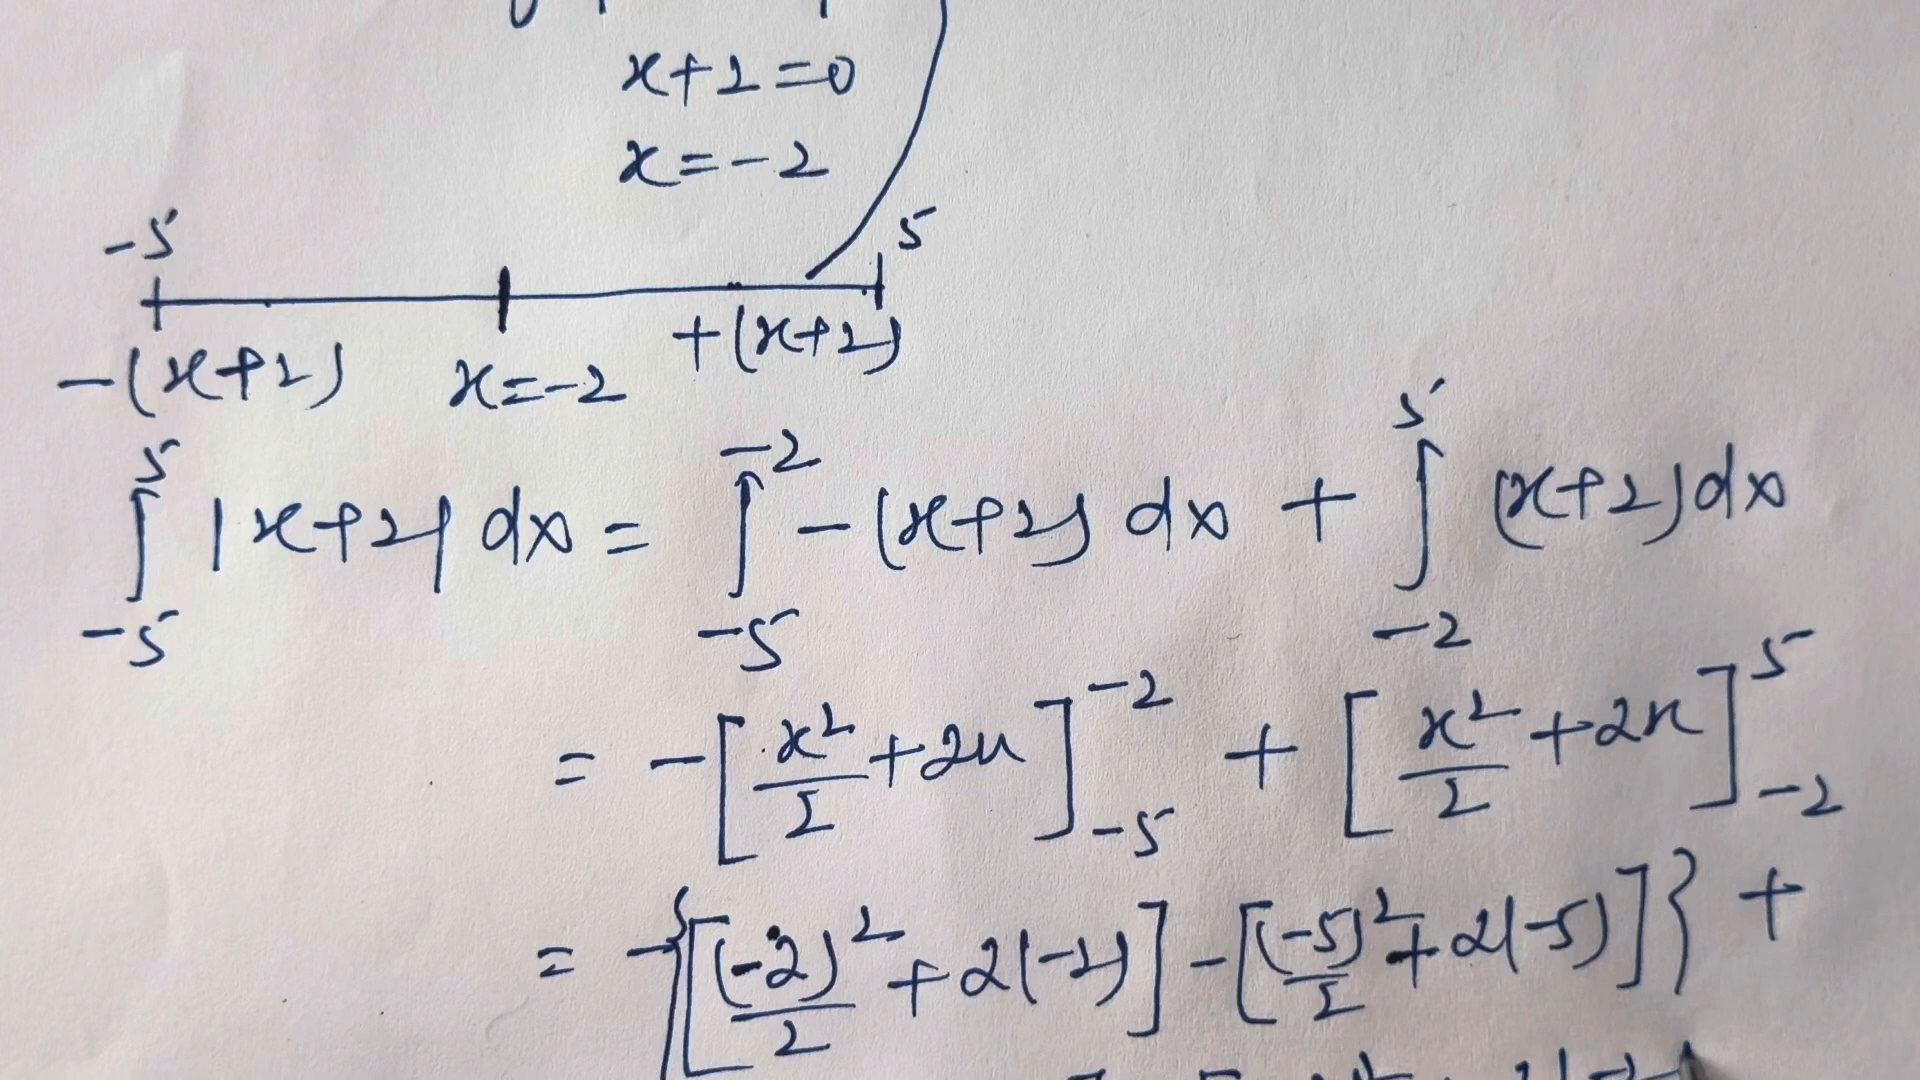 x+2=0
x=-2
-5 5
-(x+2) x=-2 +(x+2)
∫_{-5}^{5} |x+2| dx = ∫_{-5}^{-2} -(x+2) dx + ∫_{-2}^{5} (x+2) dx
= -[x²/2 + 2x]_{-5}^{-2} + [x²/2 + 2x]_{-2}^{5}
= -{[(-2)²/2 + 2(-2)] - [(-5)²/2 + 2(-5)]} +